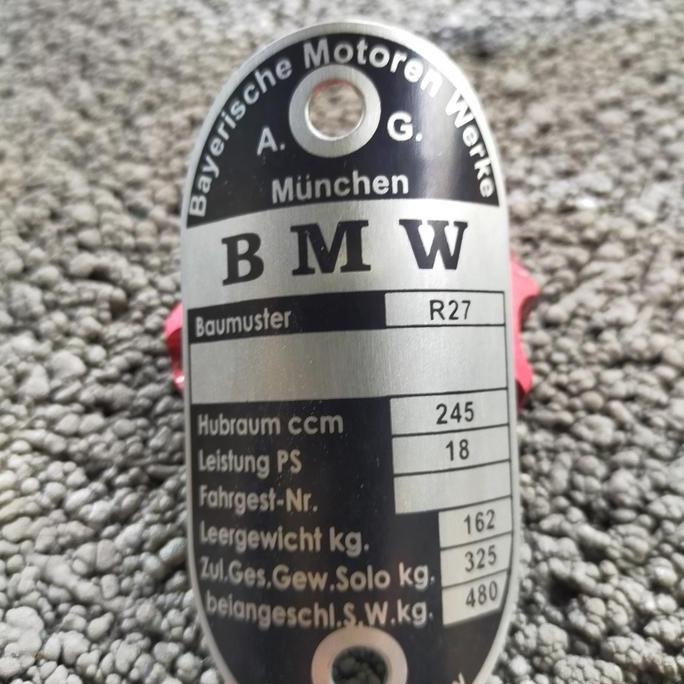 Bayerische Motoren Werke
A. G.
München
BMW
Baumuster R27
Hubraum ccm 245
Leistung PS 18
Fahrgest-Nr.
Leergewicht kg. 162
Zul.Ges.Gew.Solo kg. 325
beiangeschl.S.W.kg. 480